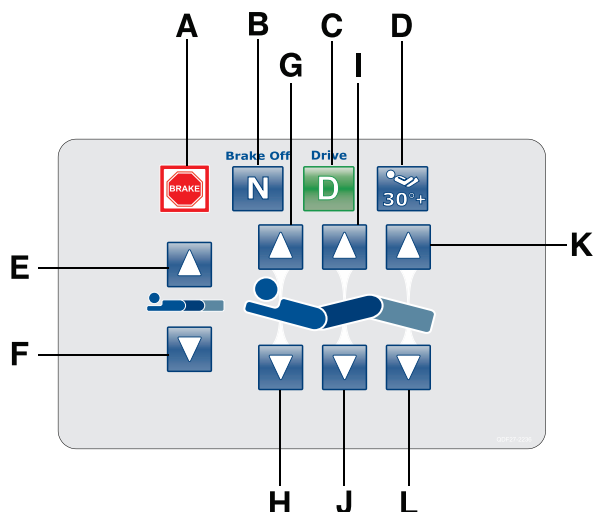 A B C D
G I
Brake Off Drive
BRAKE N D 30°+
E K
F
H J L